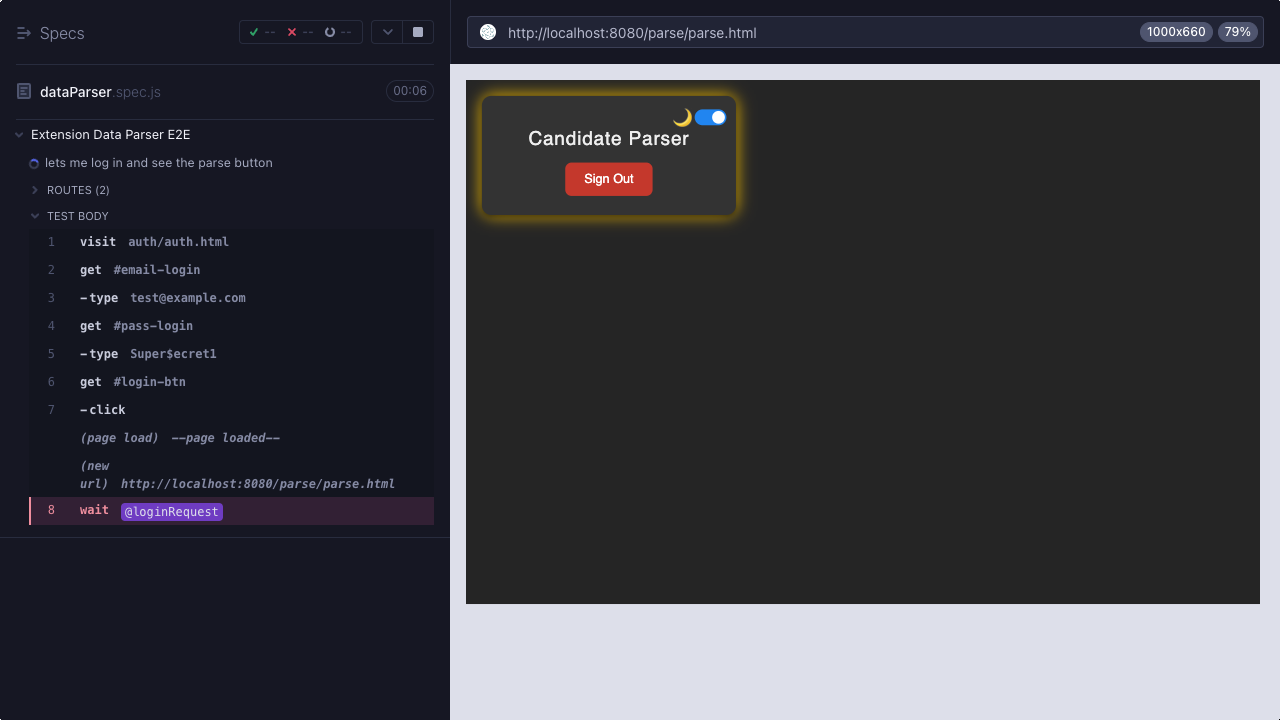 Specs
-- -- --
dataParser.spec.js
00:06
Extension Data Parser E2E
lets me log in and see the parse button
ROUTES (2)
TEST BODY
1 visit auth/auth.html
2 get #email-login
3 -type test@example.com
4 get #pass-login
5 -type Super$ecret1
6 get #login-btn
7 -click
(page load) --page loaded--
(new
url) http://localhost:8080/parse/parse.html
8 wait @loginRequest
http://localhost:8080/parse/parse.html
1000x660 79%
Candidate Parser
Sign Out